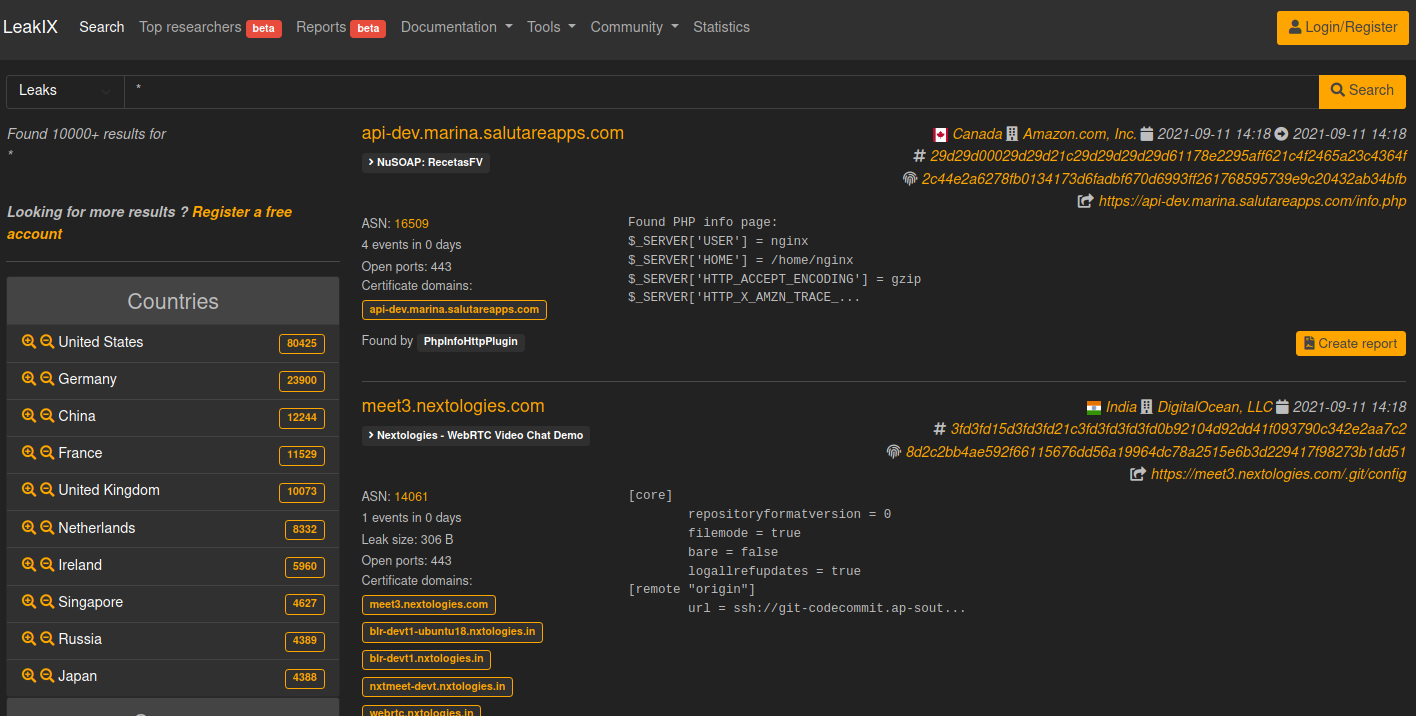 LeakIX Search Top researchers beta Reports beta Documentation Tools Community Statistics Login/Register
Leaks * Search
Found 10000+ results for
*
Looking for more results ? Register a free
account
Countries
United States 80425
Germany 23900
China 12244
France 11529
United Kingdom 10073
Netherlands 8332
Ireland 5960
Singapore 4627
Russia 4389
Japan 4388
api-dev.marina.salutareapps.com
NuSOAP: RecetasFV
Canada Amazon.com, Inc. 2021-09-11 14:18 2021-09-11 14:18
29d29d00029d29d21c29d29d29d29d61178e2295aff621c4f2465a23c4364f
2c44e2a6278fb0134173d6fadbf670d6993ff261768595739e9c20432ab34bfb
https://api-dev.marina.salutareapps.com/info.php
ASN: 16509
4 events in 0 days
Open ports: 443
Certificate domains:
api-dev.marina.salutareapps.com
Found by PhpInfoHttpPlugin
Found PHP info page:
$_SERVER['USER'] = nginx
$_SERVER['HOME'] = /home/nginx
$_SERVER['HTTP_ACCEPT_ENCODING'] = gzip
$_SERVER['HTTP_X_AMZN_TRACE_...
Create report
meet3.nextologies.com
Nextologies - WebRTC Video Chat Demo
India DigitalOcean, LLC 2021-09-11 14:18
3fd3fd15d3fd3fd21c3fd3fd3fd3fd0b92104d92dd41f093790c342e2aa7c2
8d2c2bb4ae592f66115676dd56a19964dc78a2515e6b3d229417f98273b1dd51
https://meet3.nextologies.com/.git/config
ASN: 14061
1 events in 0 days
Leak size: 306 B
Open ports: 443
Certificate domains:
meet3.nextologies.com
blr-devt1-ubuntu18.nxtologies.in
blr-devt1.nxtologies.in
nxtmeet-devt.nxtologies.in
webrtc.nxtologies.in
[core]
repositoryformatversion = 0
filemode = true
bare = false
logallrefupdates = true
[remote "origin"]
url = ssh://git-codecommit.ap-sout...